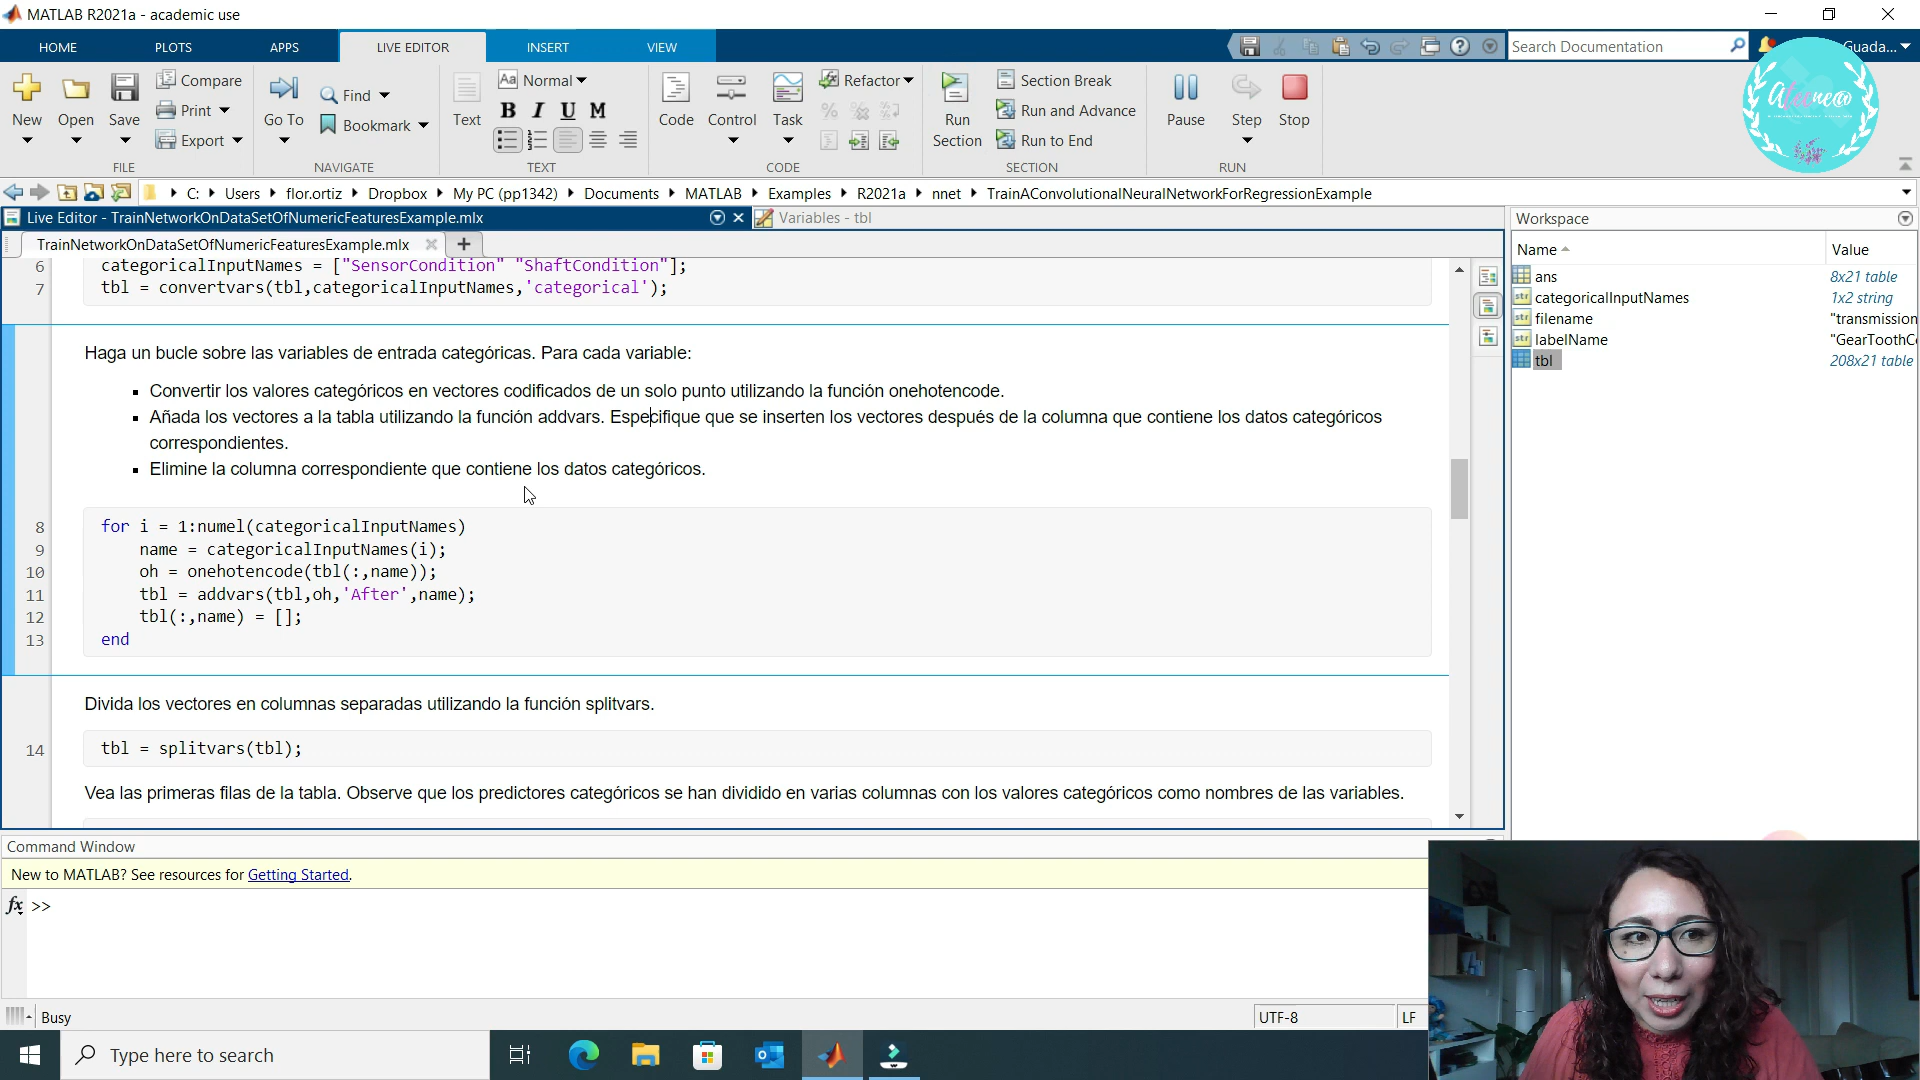 MATLAB R2021a - academic use
HOME PLOTS APPS LIVE EDITOR INSERT VIEW
Search Documentation
Guada...
New Open Save Compare Print Export
FILE
Go To Find Bookmark
NAVIGATE
Text Aa Normal B I U M
TEXT
Code Control Task Refactor
CODE
Run Section Section Break Run and Advance Run to End
SECTION
Pause Step Stop
RUN
C: Users flor.ortiz Dropbox My PC (pp1342) Documents MATLAB Examples R2021a nnet TrainAConvolutionalNeuralNetworkForRegressionExample
Live Editor - TrainNetworkOnDataSetOfNumericFeaturesExample.mlx
Variables - tbl
TrainNetworkOnDataSetOfNumericFeaturesExample.mlx
6 categoricalInputNames = ["SensorCondition" "ShaftCondition"];
7 tbl = convertvars(tbl,categoricalInputNames,'categorical');
Haga un bucle sobre las variables de entrada categóricas. Para cada variable:
Convertir los valores categóricos en vectores codificados de un solo punto utilizando la función onehotencode.
Añada los vectores a la tabla utilizando la función addvars. Especifique que se inserten los vectores después de la columna que contiene los datos categóricos
correspondientes.
Elimine la columna correspondiente que contiene los datos categóricos.
8 for i = 1:numel(categoricalInputNames)
9 name = categoricalInputNames(i);
10 oh = onehotencode(tbl(:,name));
11 tbl = addvars(tbl,oh,'After',name);
12 tbl(:,name) = [];
13 end
Divida los vectores en columnas separadas utilizando la función splitvars.
14 tbl = splitvars(tbl);
Vea las primeras filas de la tabla. Observe que los predictores categóricos se han dividido en varias columnas con los valores categóricos como nombres de las variables.
Workspace
Name Value
ans 8x21 table
categoricalInputNames 1x2 string
filename "transmission
labelName "GearToothC
tbl 208x21 table
Command Window
New to MATLAB? See resources for Getting Started.
fx >>
Busy
UTF-8 LF
Type here to search